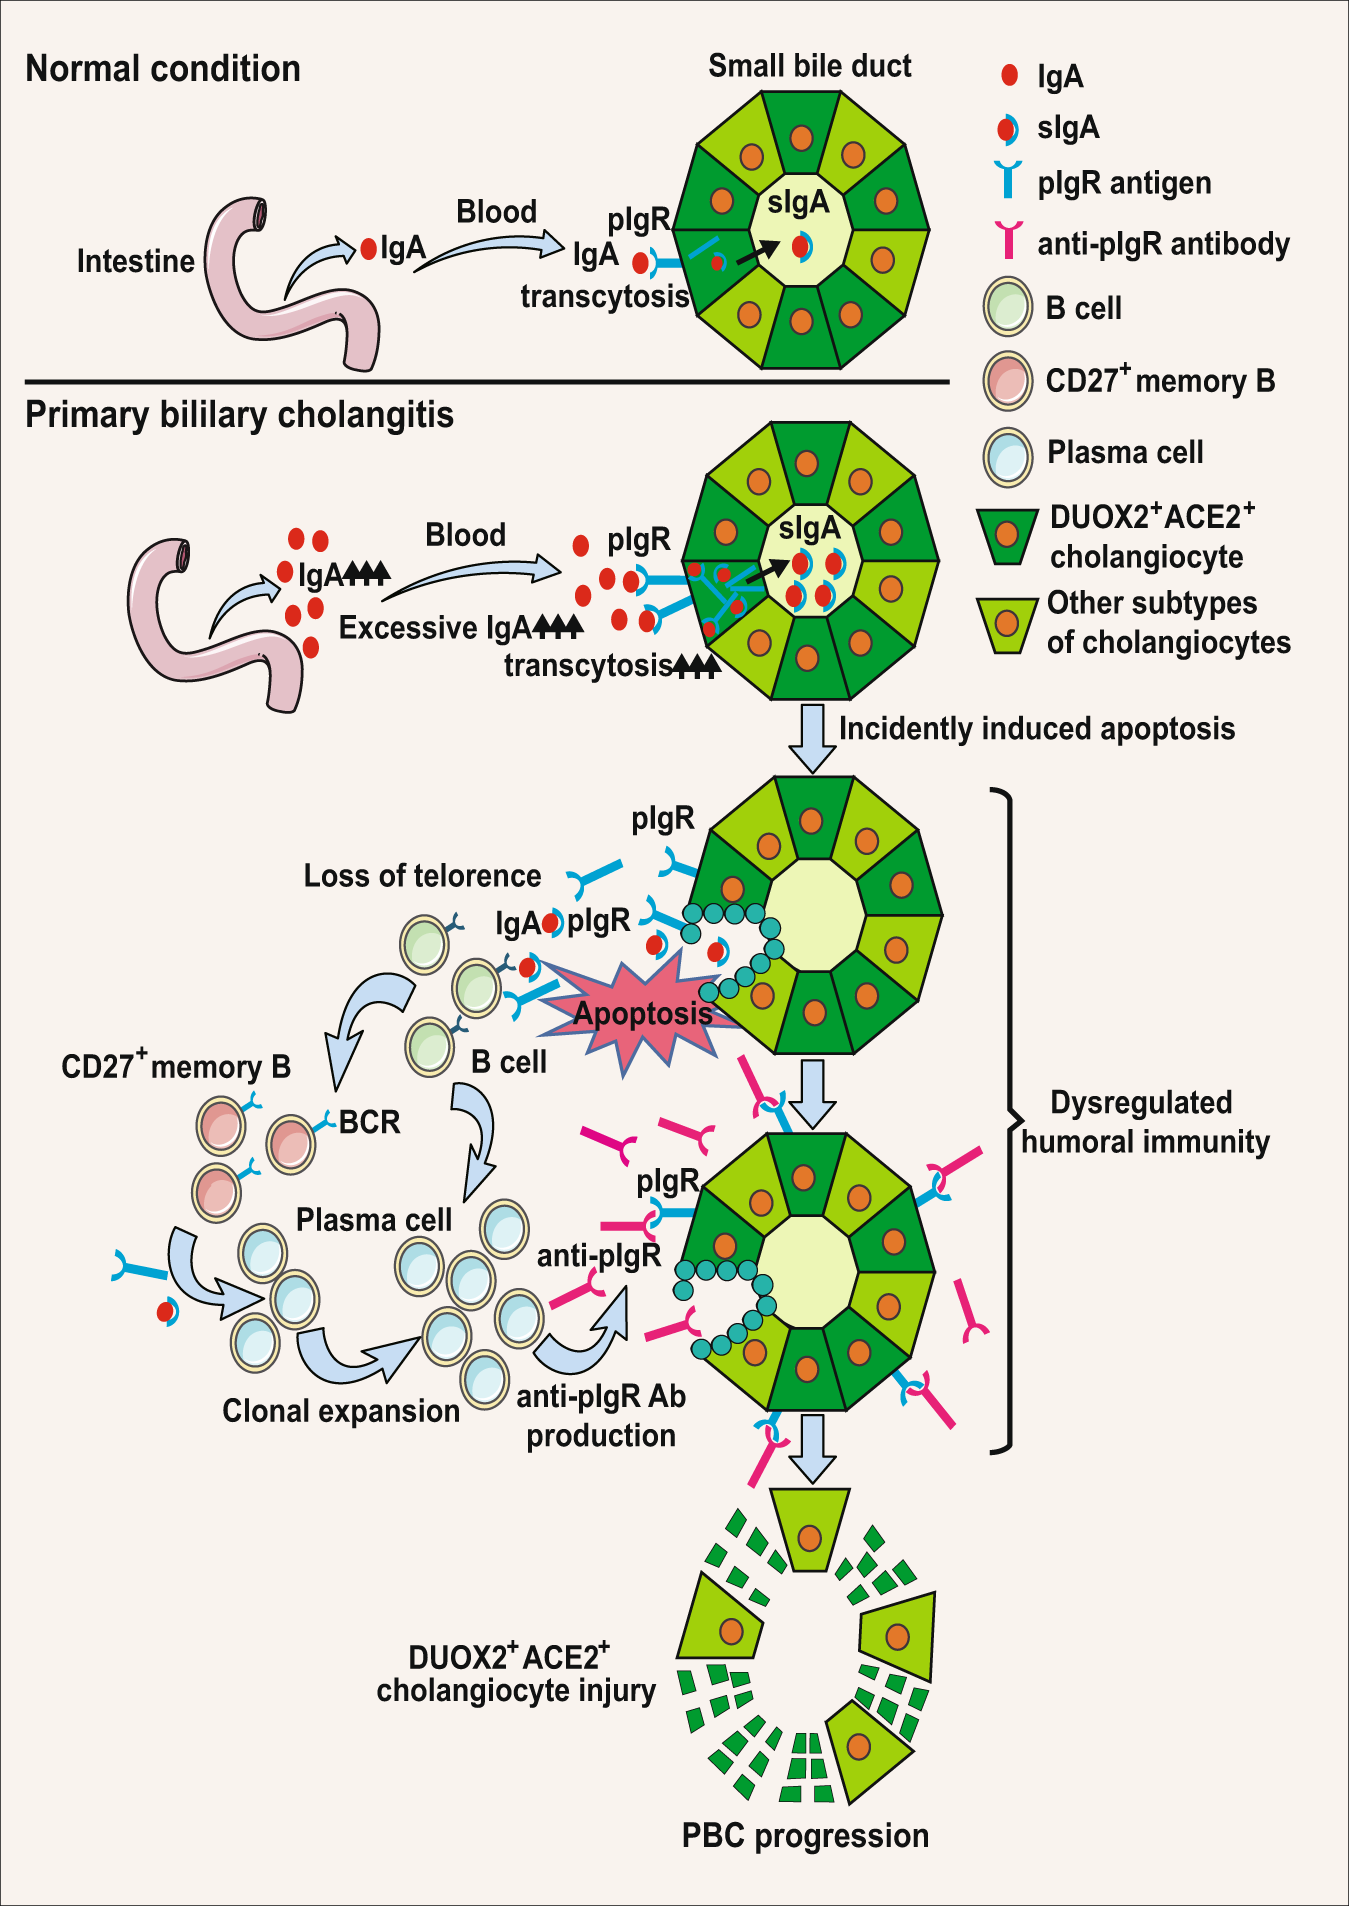 Normal condition
Small bile duct
IgA
sIgA
pIgR antigen
anti-pIgR antibody
B cell
CD27+ memory B
Plasma cell
DUOX2+ACE2+
cholangiocyte
Other subtypes
of cholangiocytes
Intestine
IgA
Blood
pIgR
IgA
transcytosis
sIgA
Primary bililary cholangitis
IgA
Blood
Excessive IgA
pIgR
transcytosis
sIgA
Incidently induced apoptosis
pIgR
Loss of telorence
IgA
pIgR
Apoptosis
B cell
CD27+ memory B
BCR
Plasma cell
pIgR
anti-pIgR
Clonal expansion
anti-pIgR Ab
production
Dysregulated
humoral immunity
DUOX2+ ACE2+
cholangiocyte injury
PBC progression